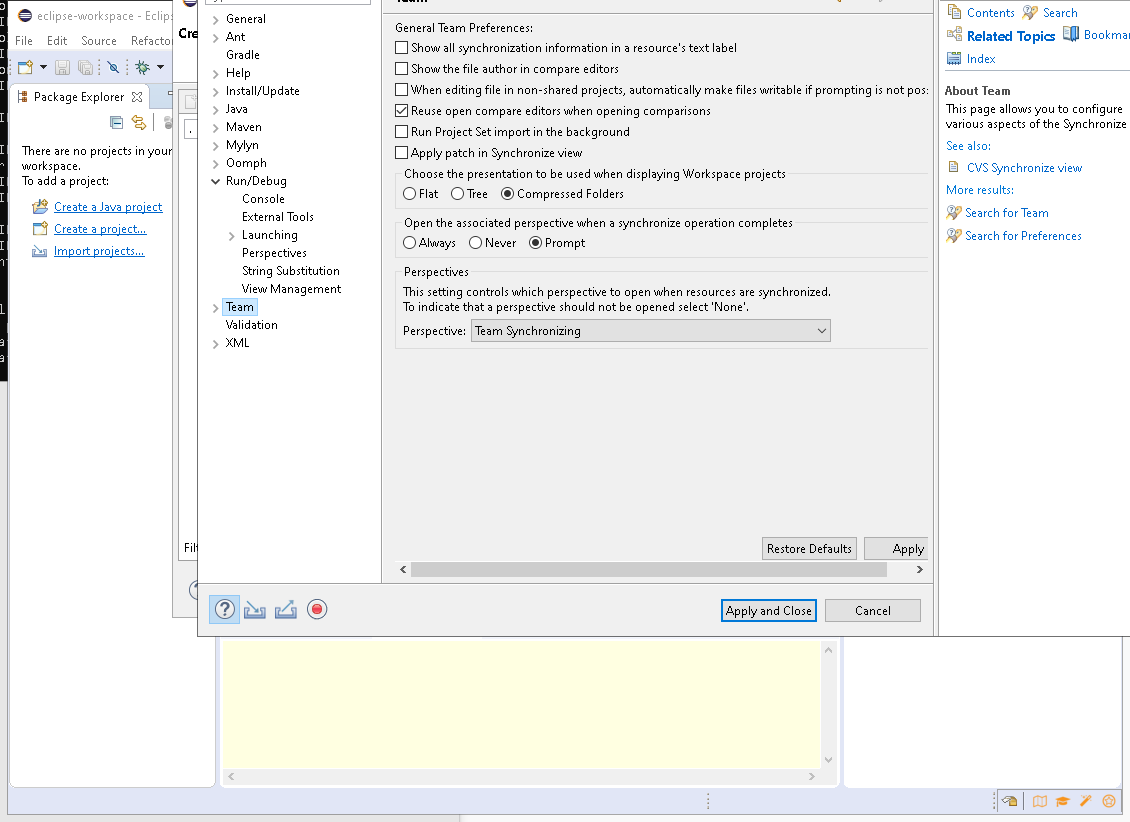 eclipse-workspace - Eclips
File Edit Source Refacto
Package Explorer
There are no projects in your
workspace.
To add a project:
Create a Java project
Create a project...
Import projects...
Cre
Filt
General
Ant
Gradle
Help
Install/Update
Java
Maven
Mylyn
Oomph
Run/Debug
Console
External Tools
Launching
Perspectives
String Substitution
View Management
Team
Validation
XML
General Team Preferences:
Show all synchronization information in a resource's text label
Show the file author in compare editors
When editing file in non-shared projects, automatically make files writable if prompting is not pos:
Reuse open compare editors when opening comparisons
Run Project Set import in the background
Apply patch in Synchronize view
Choose the presentation to be used when displaying Workspace projects
Flat Tree Compressed Folders
Open the associated perspective when a synchronize operation completes
Always Never Prompt
Perspectives
This setting controls which perspective to open when resources are synchronized.
To indicate that a perspective should not be opened select 'None'.
Perspective: Team Synchronizing
Restore Defaults Apply
Apply and Close Cancel
Contents Search
Related Topics Bookmar
Index
About Team
This page allows you to configure
various aspects of the Synchronize
See also:
CVS Synchronize view
More results:
Search for Team
Search for Preferences